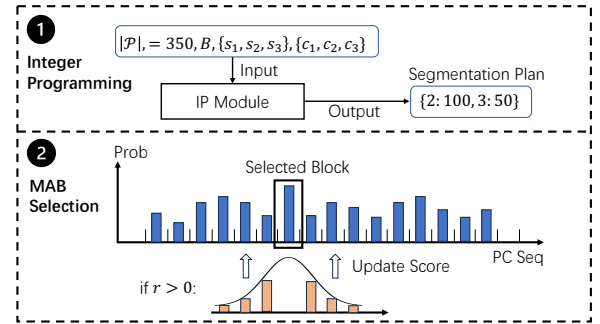 1
Integer
Programming
|𝒫|, = 350, B, {s₁, s₂, s₃}, {c₁, c₂, c₃}
Input
IP Module
Output
Segmentation Plan
{2: 100, 3: 50}
2
MAB
Selection
Prob
Selected Block
PC Seq
Update Score
if r > 0: